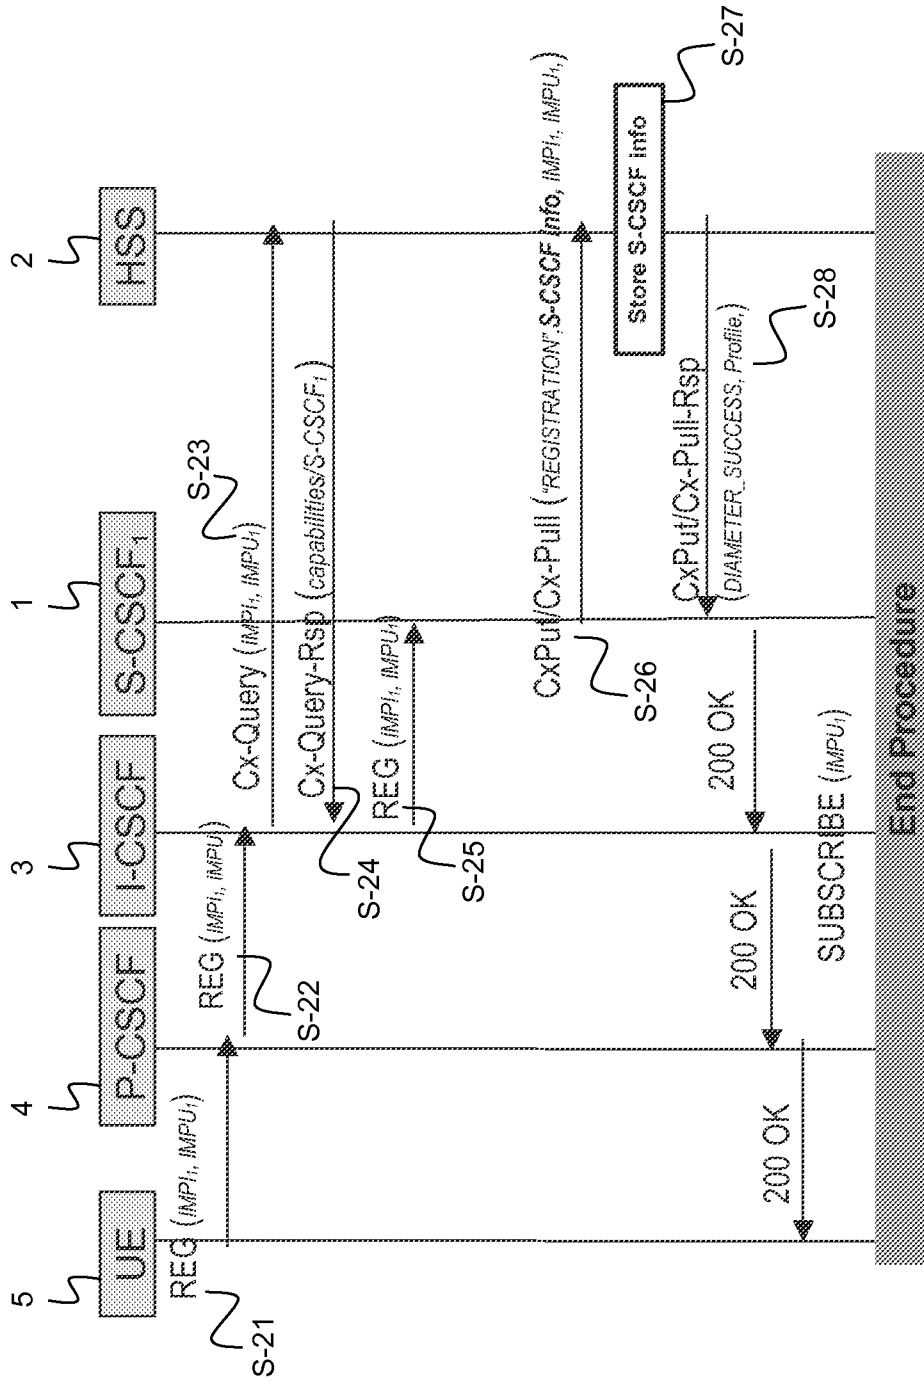 5
4
3
1
2
UE
P-CSCF
I-CSCF
S-CSCF₁
HSS
REG (IMPI₁, IMPU₁)
S-21
REG (IMPI₁, IMPU₁)
S-22
Cx-Query (IMPI₁, IMPU₁)
S-23
Cx-Query-Rsp (capabilities/S-CSCF₁)
S-24
REG (IMPI₁, IMPU₁)
S-25
CxPut/Cx-Pull ("REGISTRATION",S-CSCF info, IMPI₁, IMPU₁,)
S-26
Store S-CSCF info
S-27
CxPut/Cx-Pull-Rsp
(DIAMETER_SUCCESS, Profile,)
S-28
200 OK
200 OK
200 OK
SUBSCRIBE (IMPU₁)
End Procedure